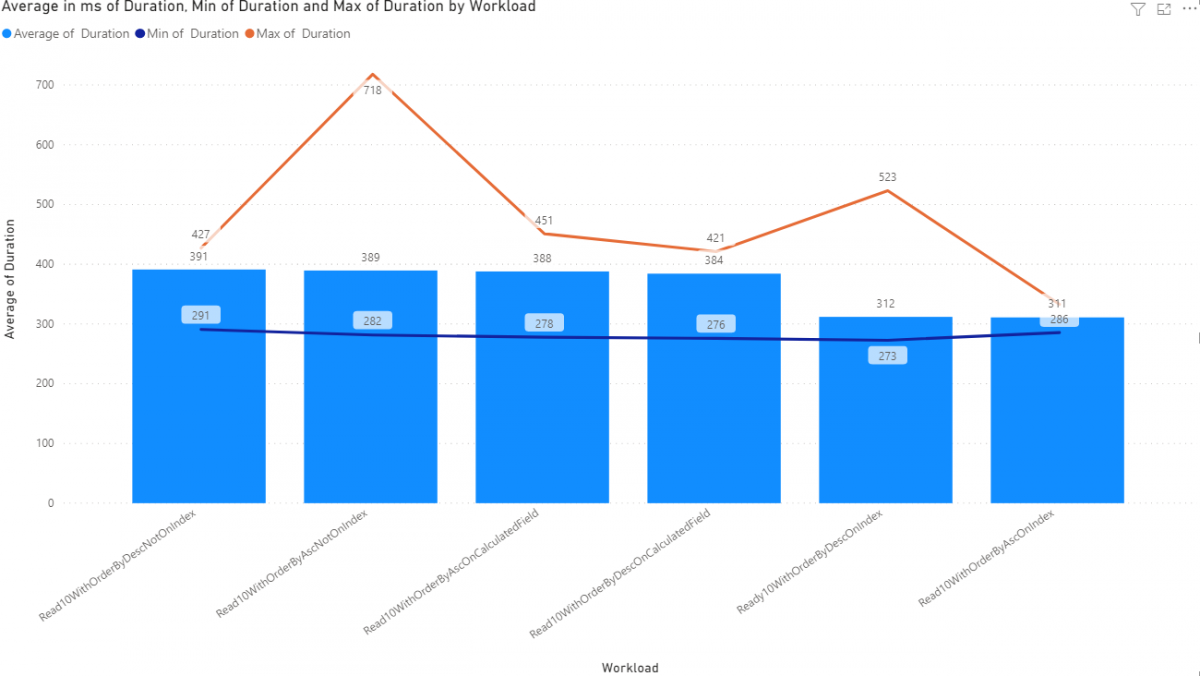 Average in ms of Duration, Min of Duration and Max of Duration by Workload
Average of Duration Min of Duration Max of Duration
Average of Duration
700
600
500
400
300
200
100
0
427
718
451
421
523
391
389
388
384
312
311
291
282
278
276
273
286
Read10WithOrderByDescNotOnIndex
Read10WithOrderByAscNotOnIndex
Read10WithOrderByAscOnCalculatedField
Read10WithOrderByDescOnCalculatedField
Ready10WithOrderByDescOnIndex
Read10WithOrderByAscOnIndex
Workload